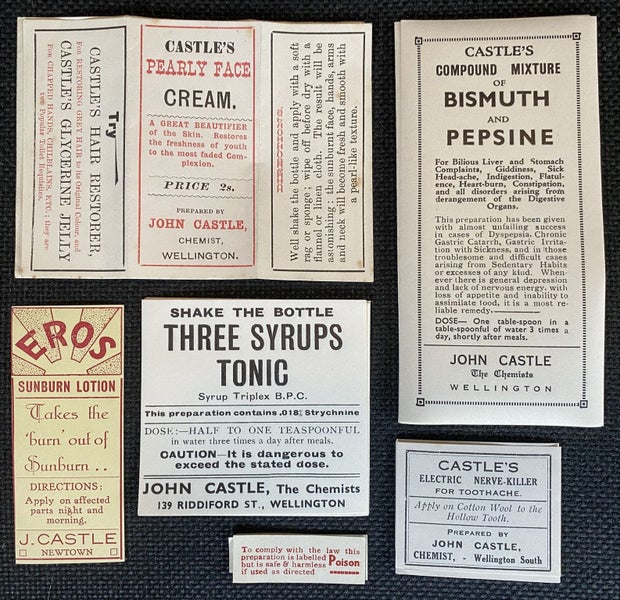 Try
CASTLE'S HAIR RESTORER,
For RESTORING GREY HAIR to its Original Colour, and
CASTLE'S GLYCERINE JELLY
For CHAPPED HANDS, CHILBLAINS, ETC.; they are
two Popular Toilet Requisites.
CASTLE'S
PEARLY FACE
CREAM.
A GREAT BEAUTIFIER
of the Skin. Restores
the freshness of youth
to the most faded Com-
plexion.
PRICE 2s.
PREPARED BY
JOHN CASTLE,
CHEMIST,
WELLINGTON.
DIRECTIONS
Well shake the bottle and apply with a soft
rag or sponge; wipe off before dry with a
flannel or linen cloth. The result will be
astonishing: the sunburnt face, hands, arms
and neck will become fresh and smooth with
a pearl-like texture.
CASTLE'S
COMPOUND MIXTURE
OF
BISMUTH
AND
PEPSINE
For Bilious Liver and Stomach
Complaints, Giddiness, Sick
Head-ache, Indigestion, Flatul-
ence, Heart-burn, Constipation,
and all disorders arising from
derangement of the Digestive
Organs.
This preparation has been given
with almost unfailing success
in cases of Dyspepsia, Chronic
Gastric Catarrh, Gastric Irrita-
tion with Sickness, and in those
troublesome and difficult cases
arising from Sedentary Habits
or excesses of any kind. When-
ever there is general depression
and lack of nervous energy, with
loss of appetite and inability to
assimilate food, it is a most re-
liable remedy.
DOSE— One table-spoon in a
table-spoonful of water 3 times a
day, shortly after meals.
JOHN CASTLE
The Chemists
WELLINGTON
EROS
SUNBURN LOTION
Takes the
'burn' out of
Sunburn . .
DIRECTIONS:
Apply on affected
parts night and
morning.
J. CASTLE
NEWTOWN
SHAKE THE BOTTLE
THREE SYRUPS
TONIC
Syrup Triplex B.P.C.
This preparation contains .018% Strychnine
DOSE:—HALF TO ONE TEASPOONFUL
in water three times a day after meals.
CAUTION—It is dangerous to
exceed the stated dose.
JOHN CASTLE, The Chemists
139 RIDDIFORD ST., WELLINGTON
CASTLE'S
ELECTRIC NERVE-KILLER
FOR TOOTHACHE.
Apply on Cotton Wool to the
Hollow Tooth.
PREPARED BY
JOHN CASTLE,
CHEMIST, - Wellington South
To comply with the law this
preparation is labelled Poison
but is safe & harmless
if used as directed